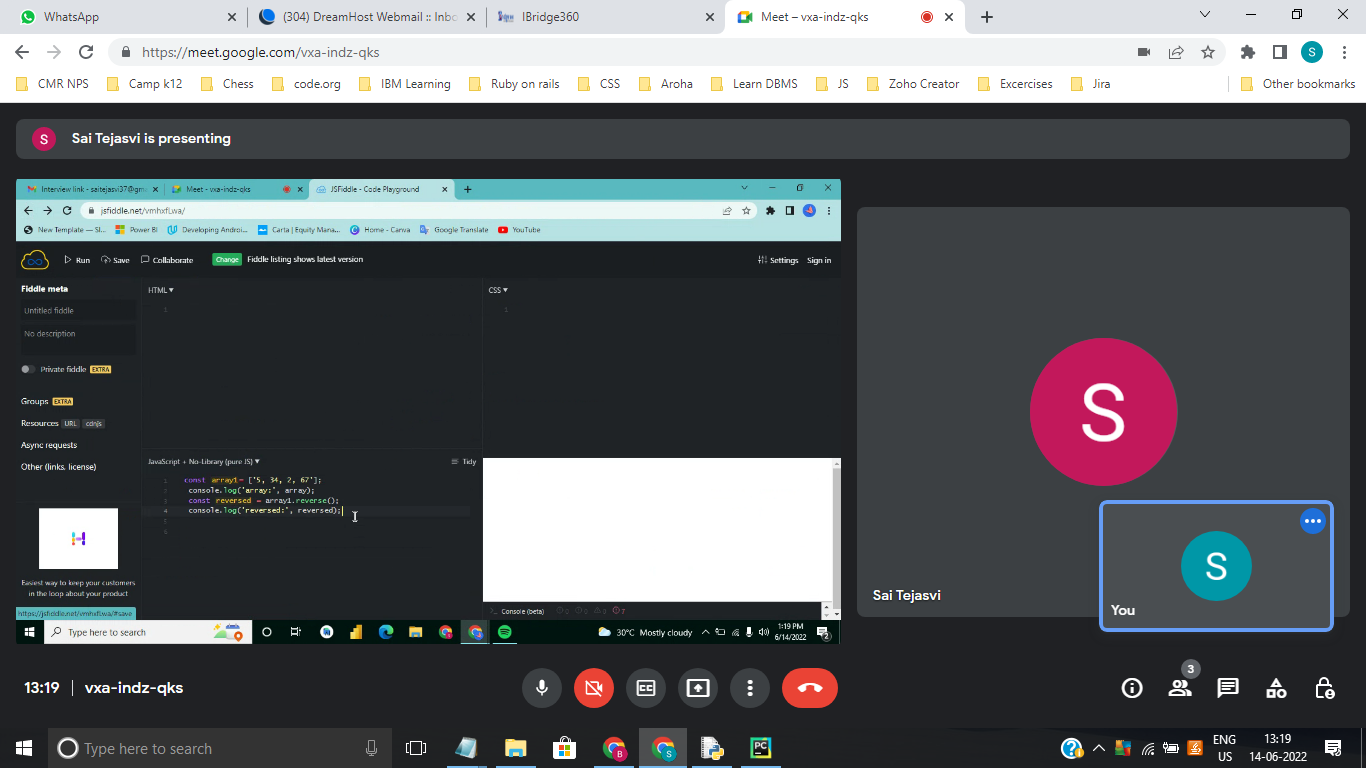 WhatsApp
(304) DreamHost Webmail :: Inbo
IBridge360
Meet – vxa-indz-qks
https://meet.google.com/vxa-indz-qks
S
CMR NPS
Camp k12
Chess
code.org
IBM Learning
Ruby on rails
CSS
Aroha
Learn DBMS
JS
Zoho Creator
Excercises
Jira
Other bookmarks
S
Sai Tejasvi is presenting
Interview link - saitejasvi37@gm
Meet - vxa-indz-qks
JSFiddle - Code Playground
jsfiddle.net/vmhxfLwa/
New Template — Sl...
Power BI
Developing Androi...
Carta | Equity Mana...
Home - Canva
Google Translate
YouTube
Run
Save
Collaborate
Change
Fiddle listing shows latest version
Settings
Sign in
Fiddle meta
Untitled fiddle
No description
Private fiddle EXTRA
Groups EXTRA
Resources URL cdnjs
Async requests
Other (links, license)
HTML ▾
1
CSS ▾
1
JavaScript + No-Library (pure JS) ▾
Tidy
1 const array1= ['5, 34, 2, 67'];
2 console.log('array:', array);
3 const reversed = array1.reverse();
4 console.log('reversed:', reversed);
5
6
Easiest way to keep your customers
in the loop about your product
https://jsfiddle.net/vmhxfLwa/#save
>_ Console (beta)
Type here to search
30°C Mostly cloudy
1:19 PM
6/14/2022
2
S
Sai Tejasvi
S
You
13:19 | vxa-indz-qks
3
Type here to search
B
S
PC
ENG
US
13:19
14-06-2022